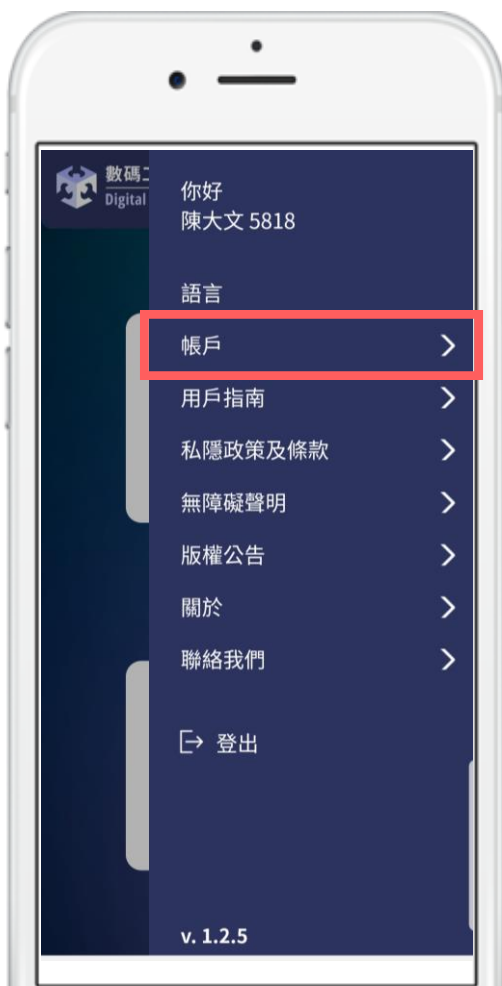 數碼
Digital
你好
陳大文 5818
語言
帳戶
用戶指南
私隱政策及條款
無障礙聲明
版權公告
關於
聯絡我們
登出
v. 1.2.5